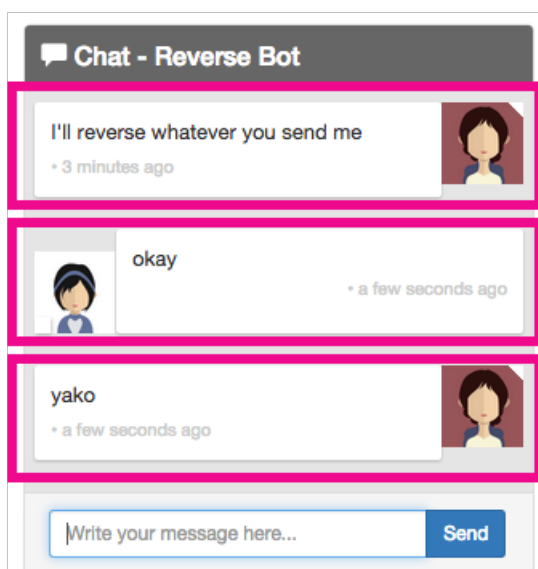 Chat - Reverse Bot
I'll reverse whatever you send me
• 3 minutes ago
okay
• a few seconds ago
yako
• a few seconds ago
Write your message here...
Send